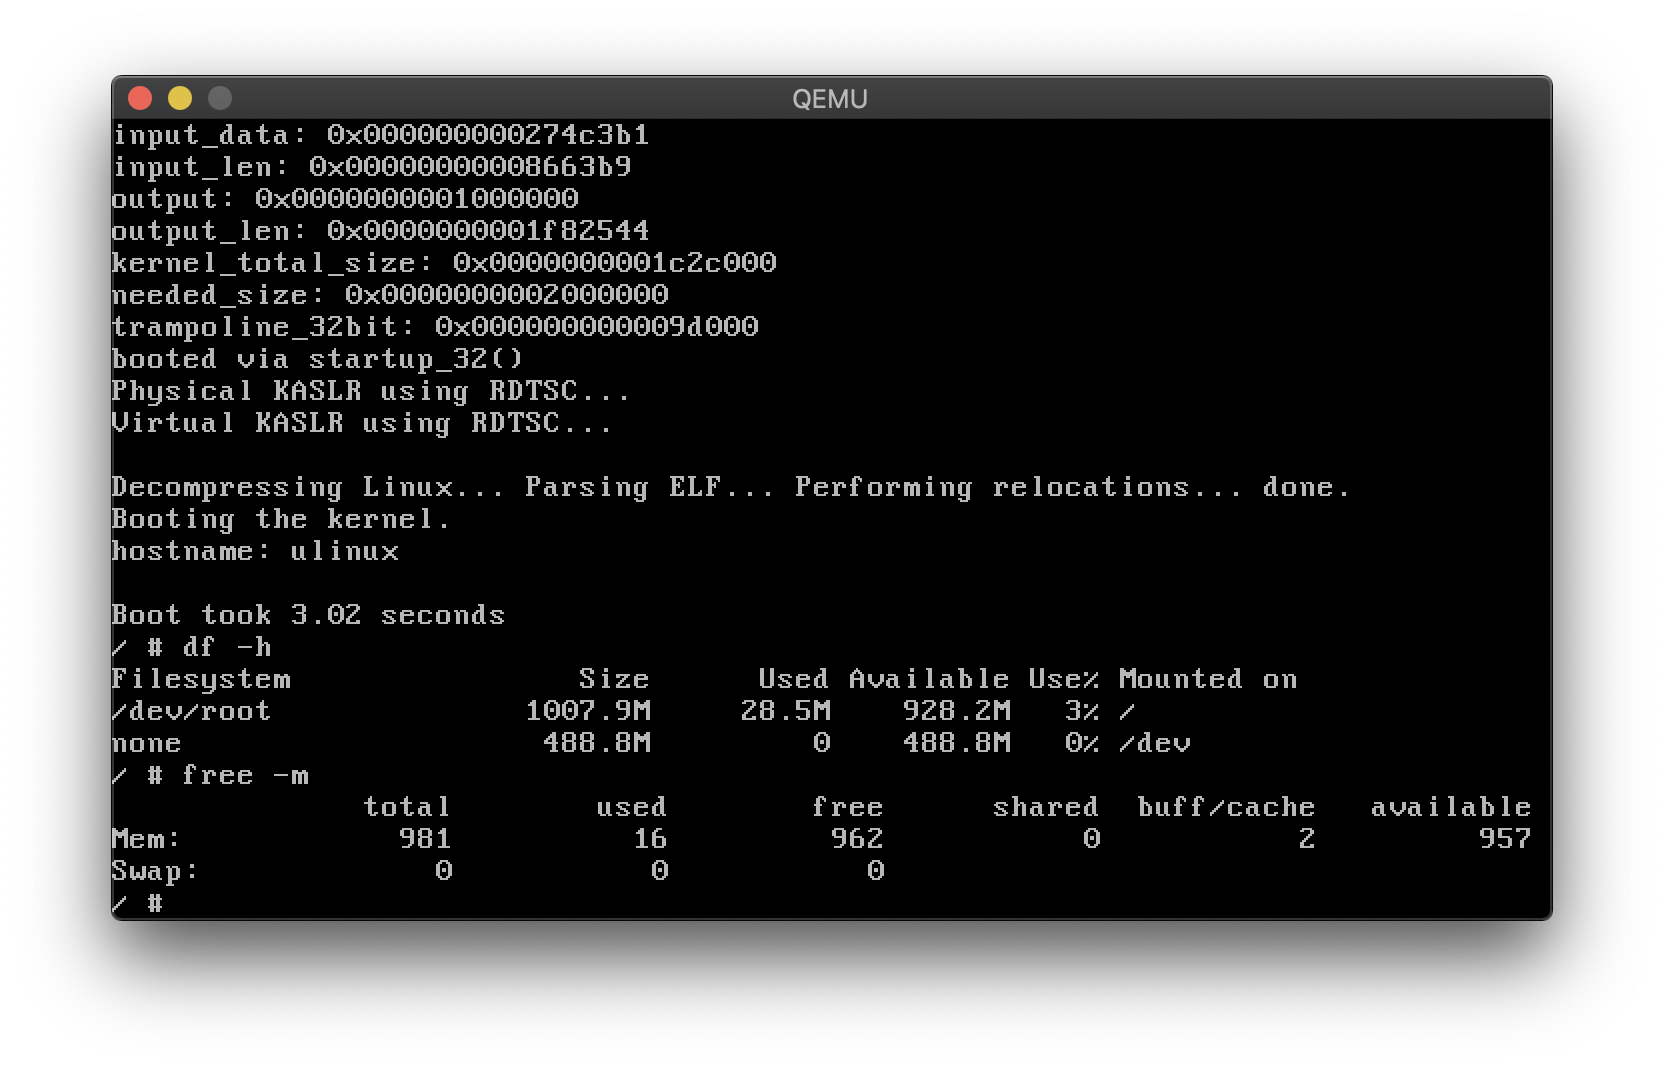 QEMU
input_data: 0x000000000274c3b1
input_len: 0x00000000008663b9
output: 0x0000000001000000
output_len: 0x0000000001f82544
kernel_total_size: 0x0000000001c2c000
needed_size: 0x0000000002000000
trampoline_32bit: 0x000000000009d000
booted via startup_32()
Physical KASLR using RDTSC...
Virtual KASLR using RDTSC...
Decompressing Linux... Parsing ELF... Performing relocations... done.
Booting the kernel.
hostname: ulinux
Boot took 3.02 seconds
/ # df -h
Filesystem                Size      Used Available Use% Mounted on
/dev/root              1007.9M     28.5M    928.2M   3% /
none                    488.8M         0    488.8M   0% /dev
/ # free -m
              total        used        free      shared  buff/cache   available
Mem:            981          16         962           0           2         957
Swap:             0           0           0
/ #